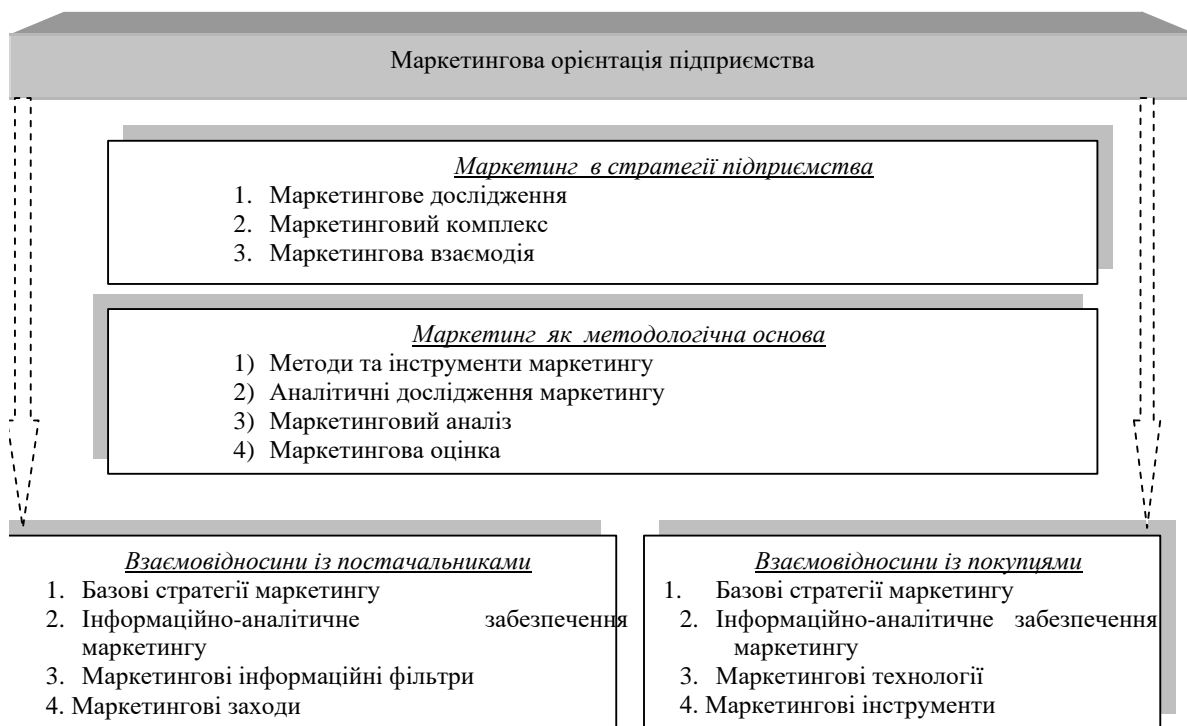 Маркетингова орієнтація підприємства
Маркетинг в стратегії підприємства
1. Маркетингове дослідження
2. Маркетинговий комплекс
3. Маркетингова взаємодія
Маркетинг як методологічна основа
1) Методи та інструменти маркетингу
2) Аналітичні дослідження маркетингу
3) Маркетинговий аналіз
4) Маркетингова оцінка
Взаємовідносини із постачальниками
1. Базові стратегії маркетингу
2. Інформаційно-аналітичне забезпечення
маркетингу
3. Маркетингові інформаційні фільтри
4. Маркетингові заходи
Взаємовідносини із покупцями
1. Базові стратегії маркетингу
2. Інформаційно-аналітичне забезпечення
маркетингу
3. Маркетингові технології
4. Маркетингові інструменти